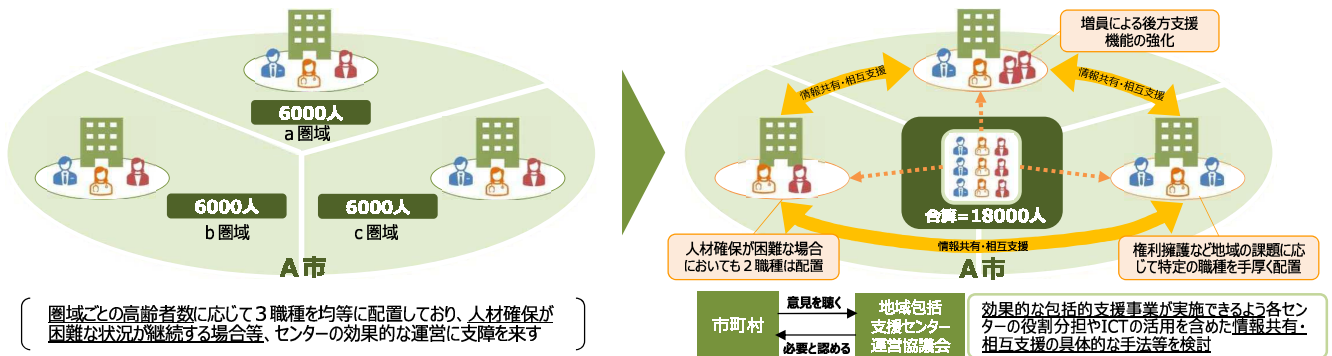 6000人
a圏域
6000人
b圏域
6000人
c圏域
A市
圏域ごとの高齢者数に応じて３職種を均等に配置しており、人材確保が
困難な状況が継続する場合等、センターの効果的な運営に支障を来す
増員による後方支援
機能の強化
情報共有・相互支援
情報共有・相互支援
合算=18000人
人材確保が困難な場合
においても２職種は配置
情報共有・相互支援
権利擁護など地域の課題に応
じて特定の職種を手厚く配置
A市
市町村
意見を聴く
必要と認める
地域包括
支援センター
運営協議会
効果的な包括的支援事業が実施できるよう各セン
ターの役割分担やICTの活用を含めた情報共有・
相互支援の具体的な手法等を検討